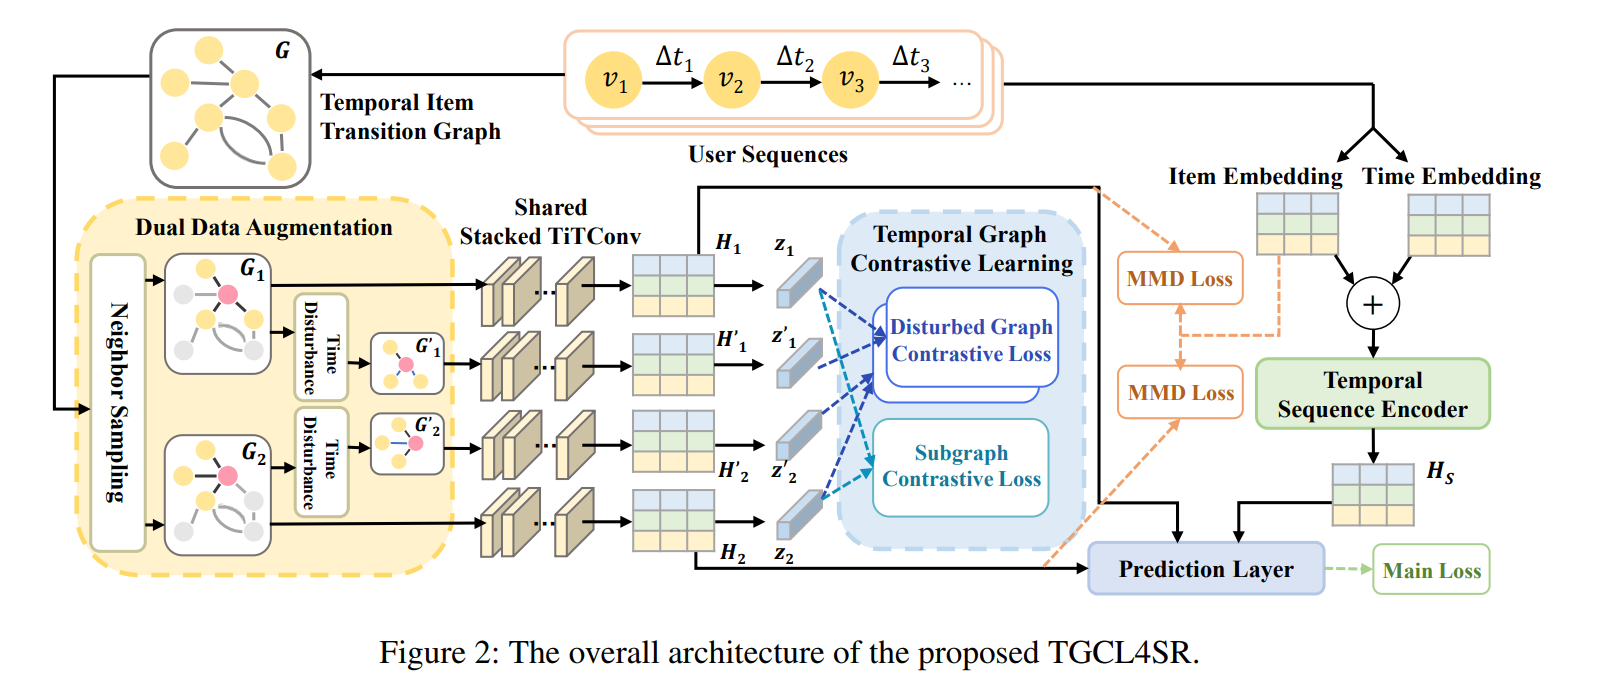 G
v1 Δt1 v2 Δt2 v3 Δt3 ...
Temporal Item
Transition Graph
User Sequences
Item Embedding
Time Embedding
Dual Data Augmentation
Shared
Stacked TiTConv
Neighbor Sampling
G1
Time
Disturbance
G'1
G'2
Time
Disturbance
G2
...
...
...
...
H1
H'1
H'2
H2
z1
z'1
z'2
z2
Temporal Graph
Contrastive Learning
Disturbed Graph
Contrastive Loss
Subgraph
Contrastive Loss
MMD Loss
MMD Loss
+
Temporal
Sequence Encoder
HS
Prediction Layer
Main Loss
Figure 2: The overall architecture of the proposed TGCL4SR.